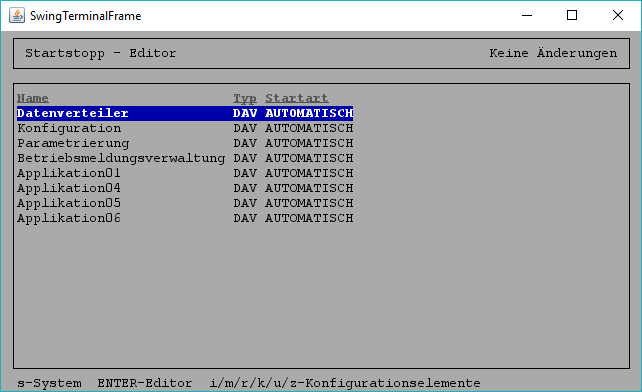 SwingTerminalFrame
Startstopp - Editor Keine Änderungen
Name Typ Startart
Datenverteiler DAV AUTOMATISCH
Konfiguration DAV AUTOMATISCH
Parametrierung DAV AUTOMATISCH
Betriebsmeldungsverwaltung DAV AUTOMATISCH
Applikation01 DAV AUTOMATISCH
Applikation04 DAV AUTOMATISCH
Applikation05 DAV AUTOMATISCH
Applikation06 DAV AUTOMATISCH
s-System ENTER-Editor i/m/r/k/u/z-Konfigurationselemente